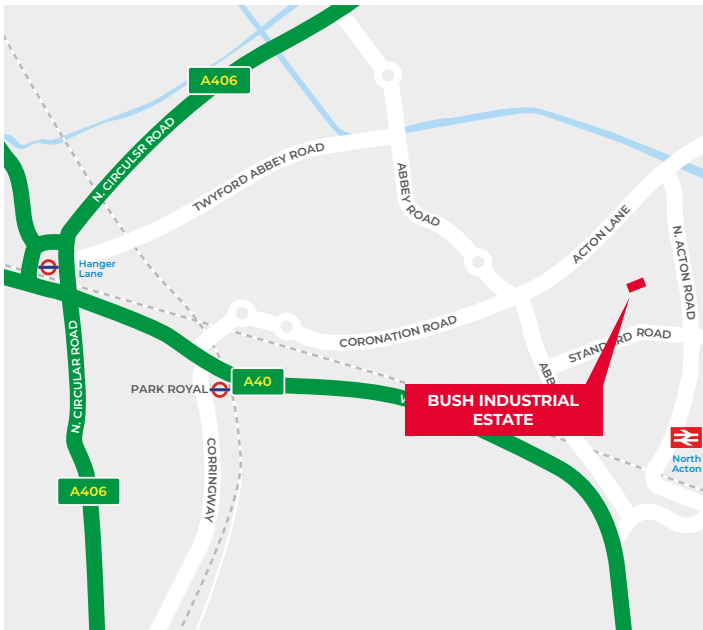 A406
N. CIRCULSR ROAD
TWYFORD ABBEY ROAD
ABBEY ROAD
ACTON LANE
N. ACTON ROAD
Hanger
Lane
CORONATION ROAD
STANDARD ROAD
N. CIRCULAR ROAD
PARK ROYAL
A40
BUSH INDUSTRIAL
ESTATE
CORRINGWAY
North
Acton
A406